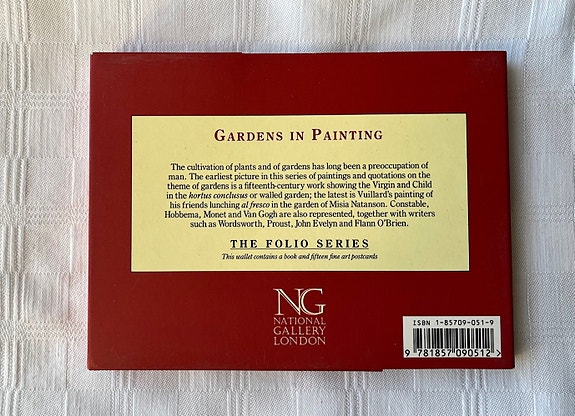 GARDENS IN PAINTING
The cultivation of plants and of gardens has long been a preoccupation of
man. The earliest picture in this series of paintings and quotations on the
theme of gardens is a fifteenth-century work showing the Virgin and Child
in the hortus conclusus or walled garden; the latest is Vuillard's painting of
his friends lunching al fresco in the garden of Misia Natanson. Constable,
Hobbema, Monet and Van Gogh are also represented, together with writers
such as Wordsworth, Proust, John Evelyn and Flann O'Brien.
THE FOLIO SERIES
This wallet contains a book and fifteen fine art postcards
NG
NATIONAL
GALLERY
LONDON
ISBN 1-85709-051-9
9 781857 090512 >